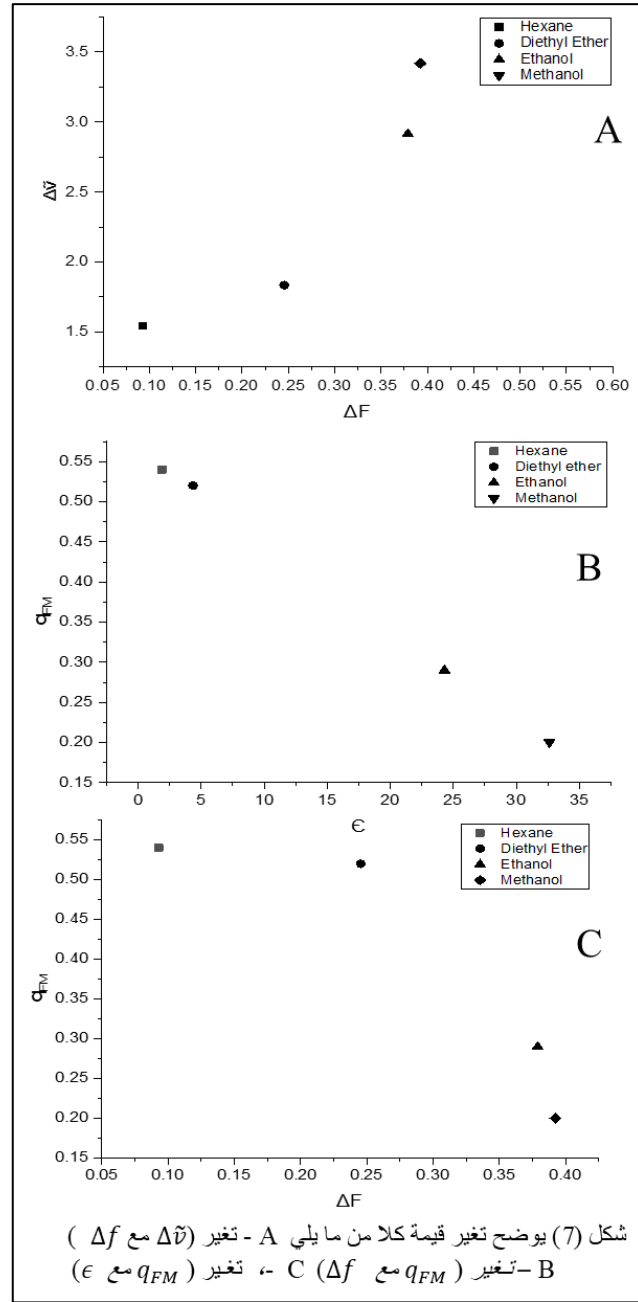 Hexane
Diethyl Ether
Ethanol
Methanol
A
3.5
3.0
2.5
2.0
1.5
Δṽ
0.05 0.10 0.15 0.20 0.25 0.30 0.35 0.40 0.45 0.50 0.55 0.60
ΔF
Hexane
Diethyl ether
Ethanol
Methanol
B
0.55
0.50
0.45
0.40
0.35
0.30
0.25
0.20
0.15
qFM
0 5 10 15 20 25 30 35
Є
Hexane
Diethyl Ether
Ethanol
Methanol
C
0.55
0.50
0.45
0.40
0.35
0.30
0.25
0.20
0.15
qFM
0.05 0.10 0.15 0.20 0.25 0.30 0.35 0.40
ΔF
شكل (7) يوضح تغير قيمة كلا من ما يلي A - تغير (Δṽ مع Δf )
B – تغير ( qFM مع Δf) C -، تغير ( qFM مع ϵ)